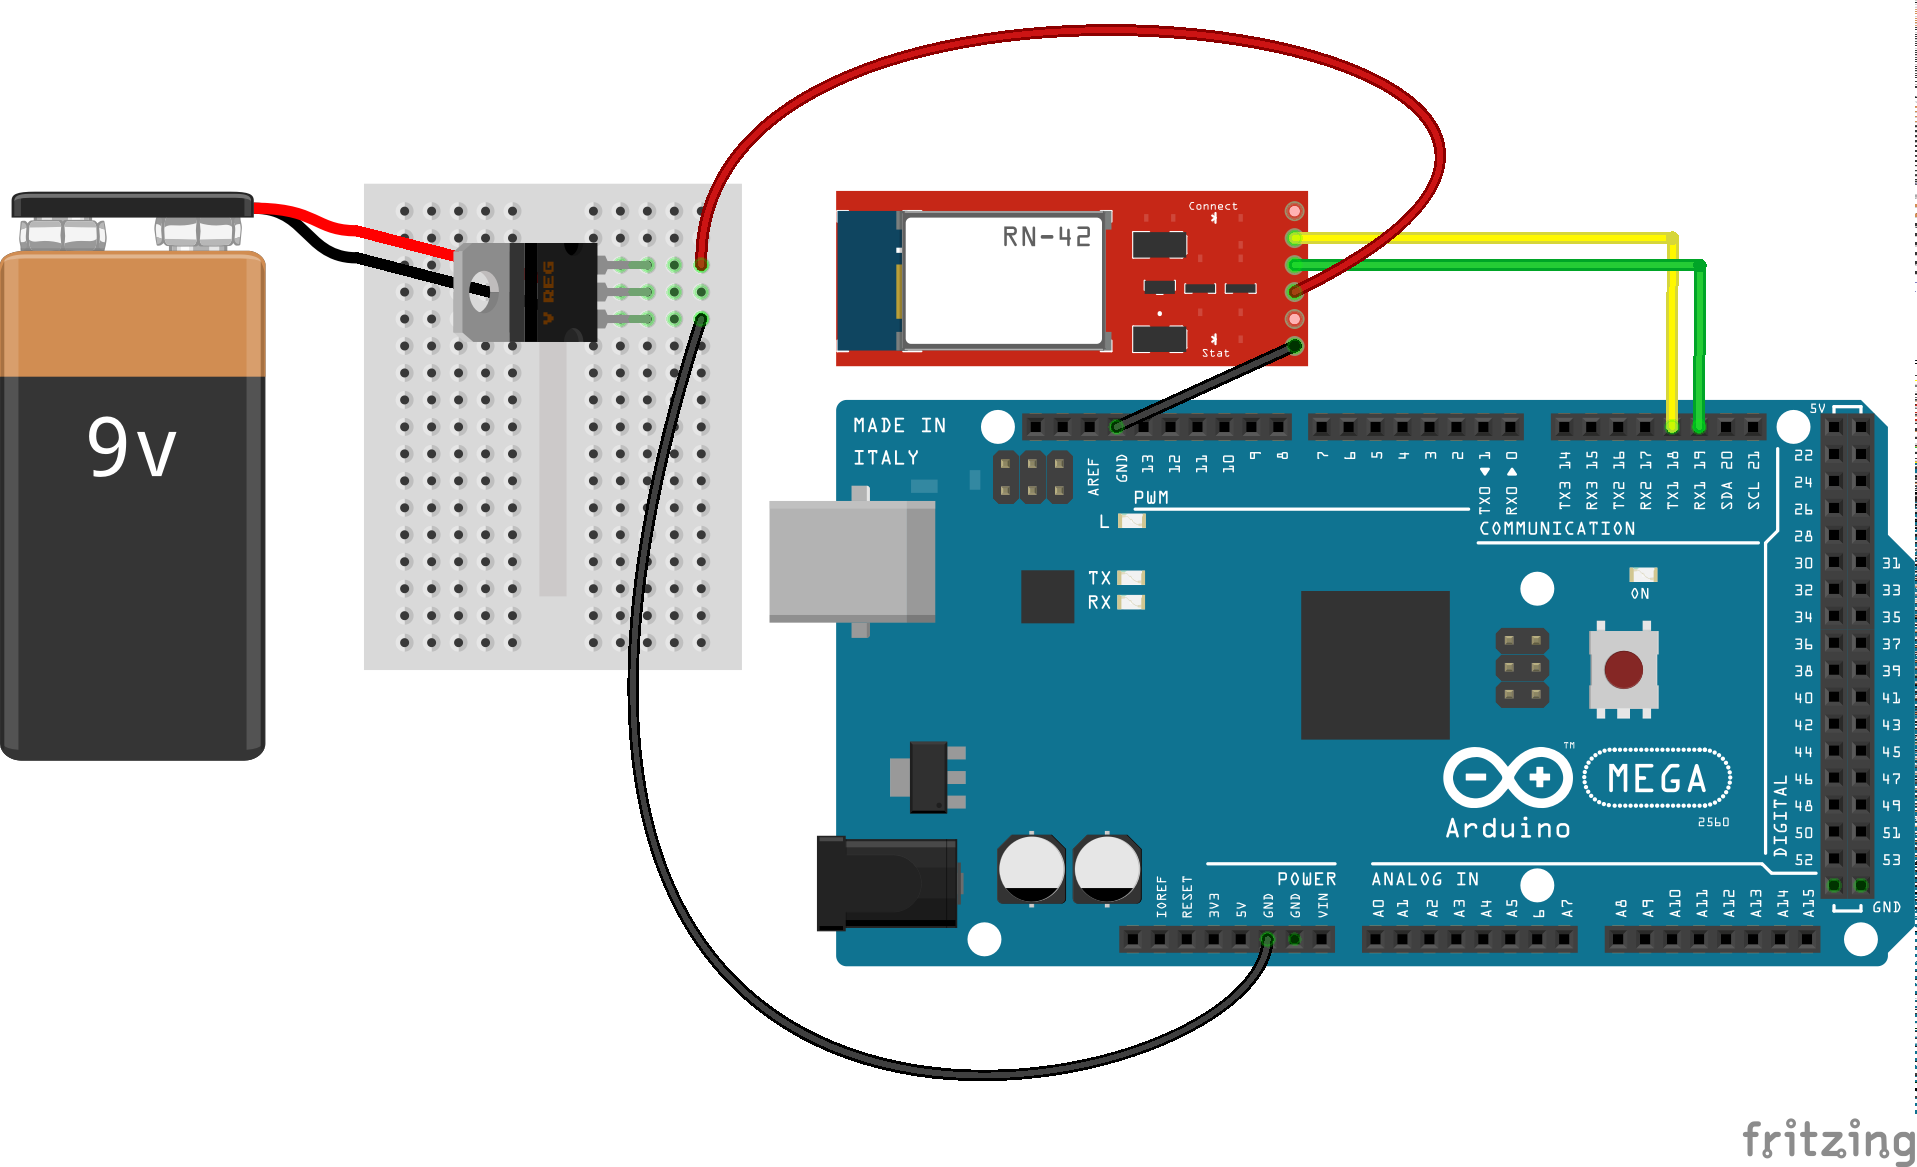 9v
V REG
RN-42
Connect
Stat
MADE IN
ITALY
AREF
GND
13
12
11
10
9
8
7
6
5
4
3
2
TX0 ▶ 1
RX0 ◀ 0
TX3 14
RX3 15
TX2 16
RX2 17
TX1 18
RX1 19
SDA 20
SCL 21
PWM
COMMUNICATION
L
TX
RX
ON
5V
22
24
26
28
30 31
32 33
34 35
36 37
38 39
40 41
42 43
44 45
46 47
48 49
50 51
52 53
GND
DIGITAL
Arduino
TM
MEGA
2560
POWER
ANALOG IN
IOREF
RESET
3V3
5V
GND
GND
VIN
A0
A1
A2
A3
A4
A5
6
A7
A8
A9
A10
A11
A12
A13
A14
A15
fritzing